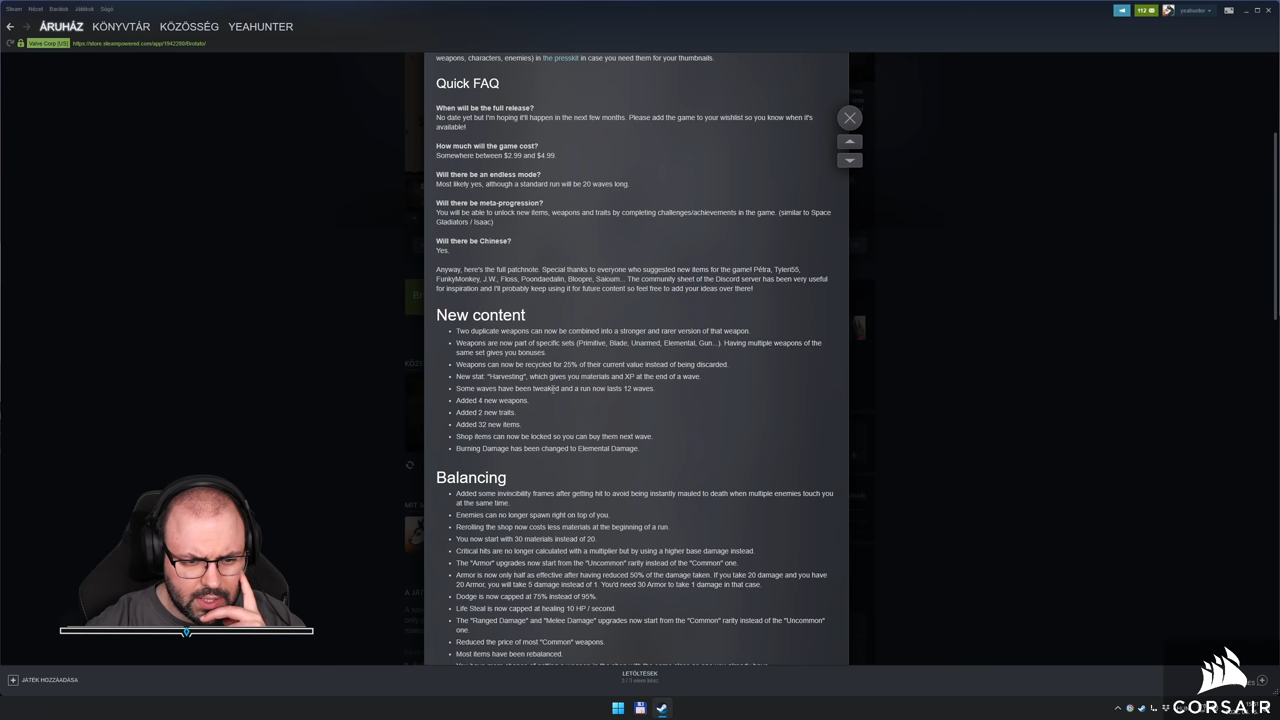 Steam Nézet Barátok Játékok Súgó
112
yeahunter
ÁRUHÁZ KÖNYVTÁR KÖZÖSSÉG YEAHUNTER
Valve Corp [US] https://store.steampowered.com/app/1942280/Brotato/
weapons, characters, enemies) in the presskit in case you need them for your thumbnails.
Quick FAQ
When will be the full release?
No date yet but I'm hoping it'll happen in the next few months. Please add the game to your wishlist so you know when it's
available!
How much will the game cost?
Somewhere between $2.99 and $4.99.
Will there be an endless mode?
Most likely yes, although a standard run will be 20 waves long.
Will there be meta-progression?
You will be able to unlock new items, weapons and traits by completing challenges/achievements in the game. (similar to Space
Gladiators / Isaac)
Will there be Chinese?
Yes.
Anyway, here's the full patchnote. Special thanks to everyone who suggested new items for the game! Pétra, Tyleri55,
FunkyMonkey, J.W., Floss, Poondaedalin, Bloopre, Saioum... The community sheet of the Discord server has been very useful
for inspiration and I'll probably keep using it for future content so feel free to add your ideas over there!
New content
• Two duplicate weapons can now be combined into a stronger and rarer version of that weapon.
• Weapons are now part of specific sets (Primitive, Blade, Unarmed, Elemental, Gun...). Having multiple weapons of the
same set gives you bonuses.
• Weapons can now be recycled for 25% of their current value instead of being discarded.
• New stat: "Harvesting", which gives you materials and XP at the end of a wave.
• Some waves have been tweaked and a run now lasts 12 waves.
• Added 4 new weapons.
• Added 2 new traits.
• Added 32 new items.
• Shop items can now be locked so you can buy them next wave.
• Burning Damage has been changed to Elemental Damage.
Balancing
• Added some invincibility frames after getting hit to avoid being instantly mauled to death when multiple enemies touch you
at the same time.
• Enemies can no longer spawn right on top of you.
• Rerolling the shop now costs less materials at the beginning of a run.
• You now start with 30 materials instead of 20.
• Critical hits are no longer calculated with a multiplier but by using a higher base damage instead.
• The "Armor" upgrades now start from the "Uncommon" rarity instead of the "Common" one.
• Armor is now only half as effective after having reduced 50% of the damage taken. If you take 20 damage and you have
20 Armor, you will take 5 damage instead of 1. You'd need 30 Armor to take 1 damage in that case.
• Dodge is now capped at 75% instead of 95%.
• Life Steal is now capped at healing 10 HP / second.
• The "Ranged Damage" and "Melee Damage" upgrades now start from the "Common" rarity instead of the "Uncommon"
one.
• Reduced the price of most "Common" weapons.
• Most items have been rebalanced.
JÁTÉK HOZZÁADÁSA
LETÖLTÉSEK
CORSAIR